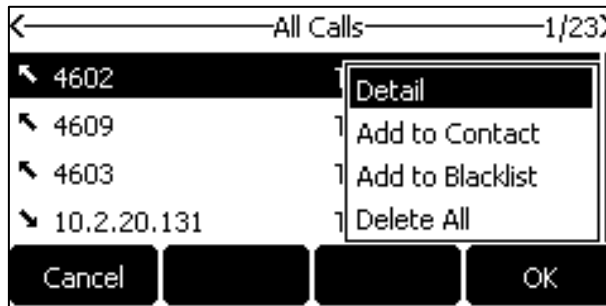 All Calls 1/23
4602
4609
4603
10.2.20.131
Detail
Add to Contact
Add to Blacklist
Delete All
Cancel OK